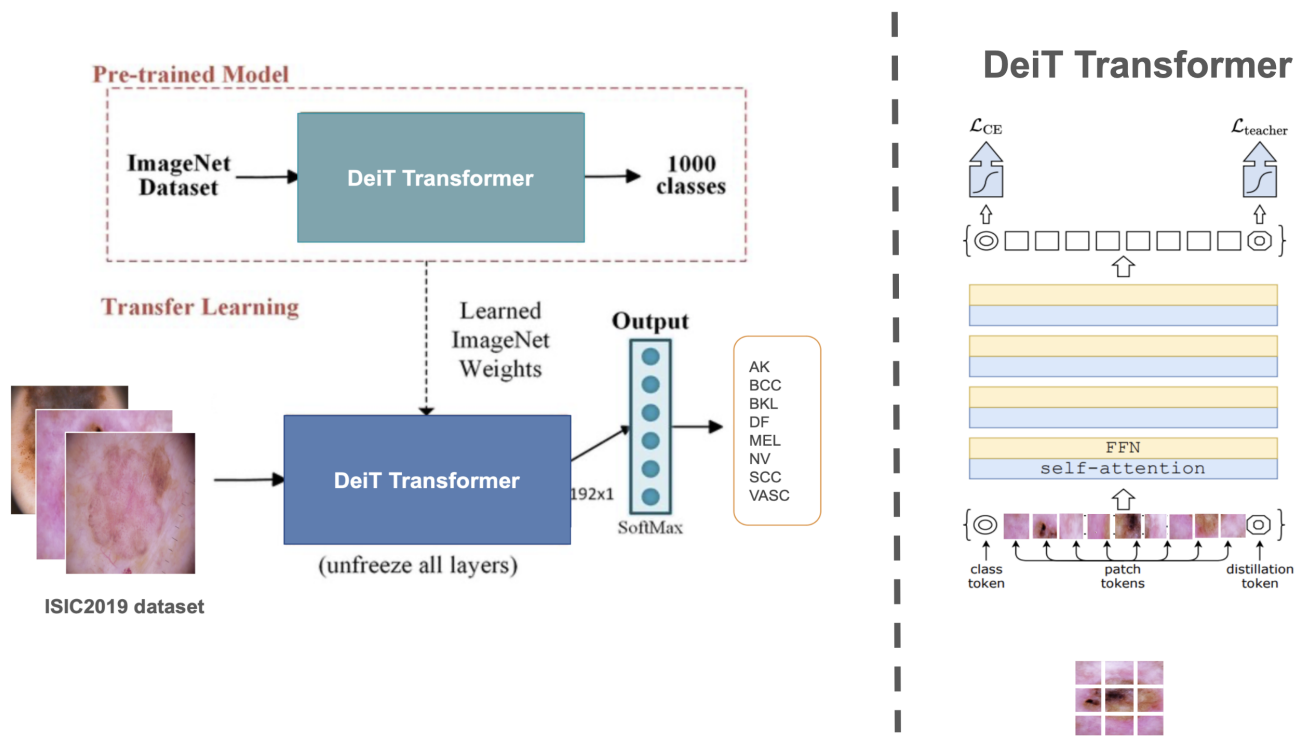 Pre-trained Model
ImageNet
Dataset
DeiT Transformer
1000
classes
Transfer Learning
Learned
ImageNet
Weights
Output
DeiT Transformer
192x1
SoftMax
(unfreeze all layers)
ISIC2019 dataset
AK
BCC
BKL
DF
MEL
NV
SCC
VASC
DeiT Transformer
ℒCE
ℒteacher
FFN
self-attention
class
token
patch
tokens
distillation
token